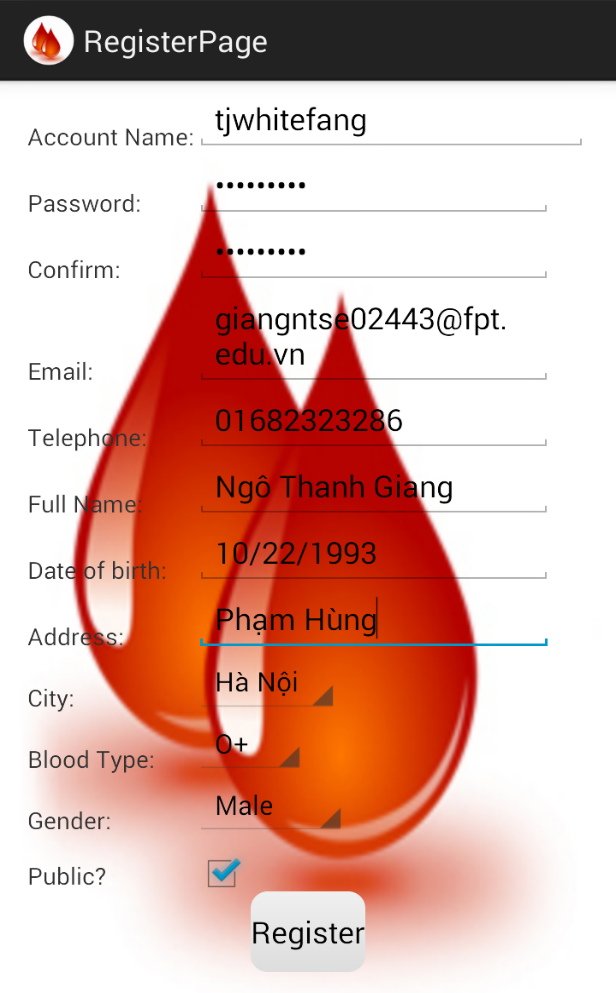 RegisterPage
Account Name: tjwhitefang
Password: •••••••••
Confirm: •••••••••
giangntse02443@fpt.
Email: edu.vn
Telephone: 01682323286
Full Name: Ngô Thanh Giang
Date of birth: 10/22/1993
Address: Phạm Hùng
City: Hà Nội
Blood Type: O+
Gender: Male
Public?
Register